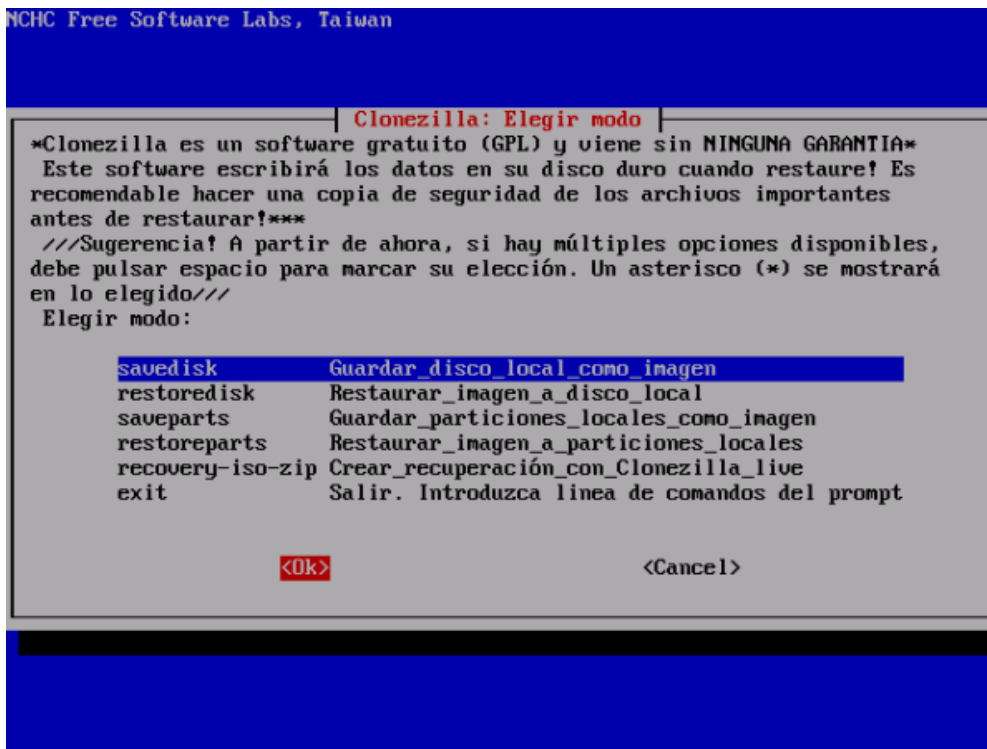 NCHC Free Software Labs, Taiwan
Clonezilla: Elegir modo
*Clonezilla es un software gratuito (GPL) y viene sin NINGUNA GARANTIA*
Este software escribirá los datos en su disco duro cuando restaure! Es
recomendable hacer una copia de seguridad de los archivos importantes
antes de restaurar!***
///Sugerencia! A partir de ahora, si hay múltiples opciones disponibles,
debe pulsar espacio para marcar su elección. Un asterisco (*) se mostrará
en lo elegido///
Elegir modo:
savedisk Guardar_disco_local_como_imagen
restoredisk Restaurar_imagen_a_disco_local
saveparts Guardar_particiones_locales_como_imagen
restoreparts Restaurar_imagen_a_particiones_locales
recovery-iso-zip Crear_recuperación_con_Clonezilla_live
exit Salir. Introduzca linea de comandos del prompt
<Ok> <Cancel>